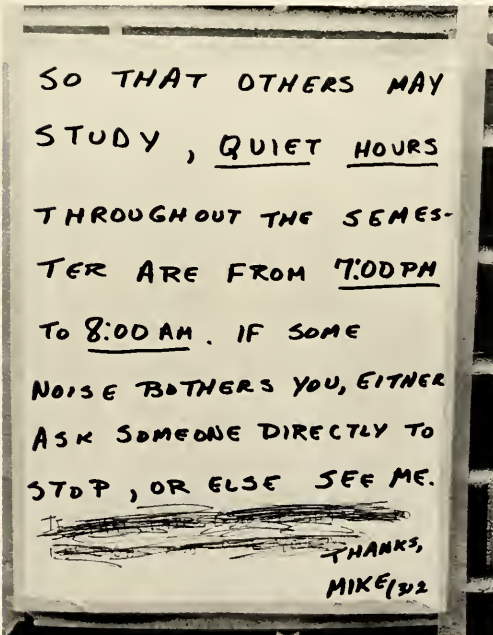 SO THAT OTHERS MAY
STUDY, QUIET HOURS
THROUGHOUT THE SEMES-
TER ARE FROM 7:00 PM
TO 8:00 AM. IF SOME
NOISE BOTHERS YOU, EITHER
ASK SOMEONE DIRECTLY TO
STOP, OR ELSE SEE ME.
THANKS,
MIKE/312